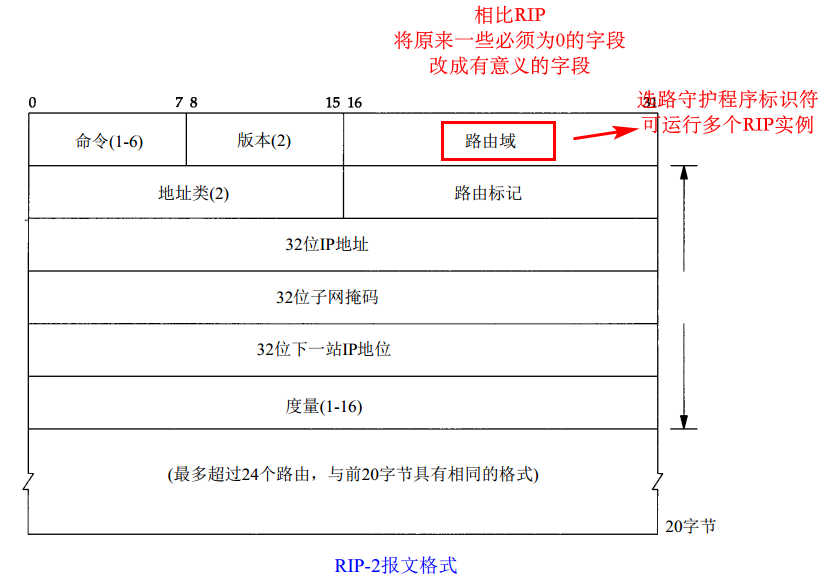 相比RIP
将原来一些必须为0的字段
改成有意义的字段
选路守护程序标识符
可运行多个RIP实例
0 7 8 15 16 31
命令(1-6) 版本(2) 路由域
地址类(2) 路由标记
32位IP地址
32位子网掩码
32位下一站IP地位
度量(1-16)
(最多超过24个路由，与前20字节具有相同的格式)
20字节
RIP-2报文格式